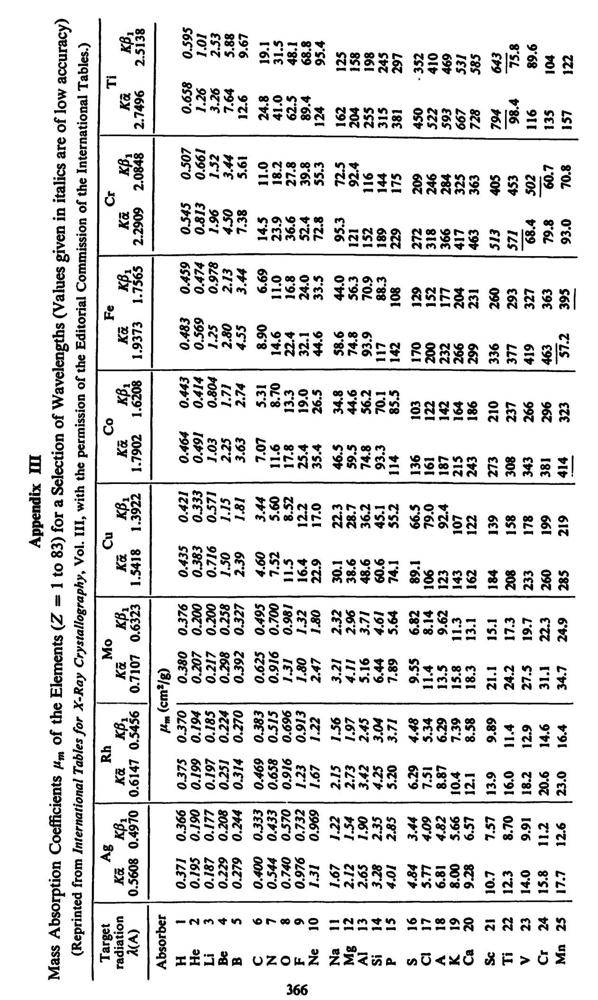 Appendix III
Mass Absorption Coefficients μm of the Elements (Z = 1 to 83) for a Selection of Wavelengths (Values given in italics are of low accuracy)
(Reprinted from International Tables for X-Ray Crystallography, Vol. III, with the permission of the Editorial Commission of the International Tables.)
Target Ag Rh Mo Cu Co Fe Cr Ti
radiation Kᾱ Kβ1 Kᾱ Kβ1 Kᾱ Kβ1 Kᾱ Kβ1 Kᾱ Kβ1 Kᾱ Kβ1 Kᾱ Kβ1 Kᾱ Kβ1
λ(A) 0.5608 0.4970 0.6147 0.5456 0.7107 0.6323 1.5418 1.3922 1.7902 1.6208 1.9373 1.7565 2.2909 2.0848 2.7496 2.5138
Absorber μm (cm²/g)
H 1 0.371 0.366 0.375 0.370 0.380 0.376 0.435 0.421 0.464 0.443 0.483 0.459 0.545 0.507 0.658 0.595
He 2 0.195 0.190 0.199 0.194 0.207 0.200 0.383 0.333 0.491 0.414 0.569 0.474 0.813 0.661 1.26 1.01
Li 3 0.187 0.177 0.197 0.185 0.217 0.200 0.716 0.571 1.03 0.804 1.25 0.978 1.96 1.52 3.26 2.53
Be 4 0.229 0.208 0.251 0.224 0.298 0.258 1.50 1.15 2.25 1.71 2.80 2.13 4.50 3.44 7.64 5.88
B 5 0.279 0.244 0.314 0.270 0.392 0.327 2.39 1.81 3.63 2.74 4.55 3.44 7.38 5.61 12.6 9.67
C 6 0.400 0.333 0.469 0.383 0.625 0.495 4.60 3.44 7.07 5.31 8.90 6.69 14.5 11.0 24.8 19.1
N 7 0.544 0.433 0.658 0.515 0.916 0.700 7.52 5.60 11.6 8.70 14.6 11.0 23.9 18.2 41.0 31.5
O 8 0.740 0.570 0.916 0.696 1.31 0.981 11.5 8.52 17.8 13.3 22.4 16.8 36.6 27.8 62.5 48.1
F 9 0.976 0.732 1.23 0.913 1.80 1.32 16.4 12.2 25.4 19.0 32.1 24.0 52.4 39.8 89.4 68.8
Ne 10 1.31 0.969 1.67 1.22 2.47 1.80 22.9 17.0 35.4 26.5 44.6 33.5 72.8 55.3 124 95.4
Na 11 1.67 1.22 2.15 1.56 3.21 2.32 30.1 22.3 46.5 34.8 58.6 44.0 95.3 72.5 162 125
Mg 12 2.12 1.54 2.73 1.97 4.11 2.96 38.6 28.7 59.5 44.6 74.8 56.3 121 92.4 204 158
Al 13 2.65 1.90 3.42 2.45 5.16 3.71 48.6 36.2 74.8 56.2 93.9 70.9 152 116 255 198
Si 14 3.28 2.35 4.25 3.04 6.44 4.61 60.6 45.1 93.3 70.1 117 88.3 189 144 315 245
P 15 4.01 2.85 5.20 3.71 7.89 5.64 74.1 55.2 114 85.5 142 108 229 175 381 297
S 16 4.84 3.44 6.29 4.48 9.55 6.82 89.1 66.5 136 103 170 129 272 209 450 352
Cl 17 5.77 4.09 7.51 5.34 11.4 8.14 106 79.0 161 122 200 152 318 246 522 410
A 18 6.81 4.82 8.87 6.29 13.5 9.62 123 92.4 187 142 232 177 366 284 593 469
K 19 8.00 5.66 10.4 7.39 15.8 11.3 143 107 215 164 266 204 417 325 667 531
Ca 20 9.28 6.57 12.1 8.58 18.3 13.1 162 122 243 186 299 231 463 363 728 585
Sc 21 10.7 7.57 13.9 9.89 21.1 15.1 184 139 273 210 336 260 513 405 794 643
Ti 22 12.3 8.70 16.0 11.4 24.2 17.3 208 158 308 237 377 293 571 453 98.4 75.8
V 23 14.0 9.91 18.2 12.9 27.5 19.7 233 178 343 266 419 327 68.4 502 116 89.6
Cr 24 15.8 11.2 20.6 14.6 31.1 22.3 260 199 381 296 463 363 79.8 60.7 135 104
Mn 25 17.7 12.6 23.0 16.4 34.7 24.9 285 219 414 323 57.2 395 93.0 70.8 157 122
366